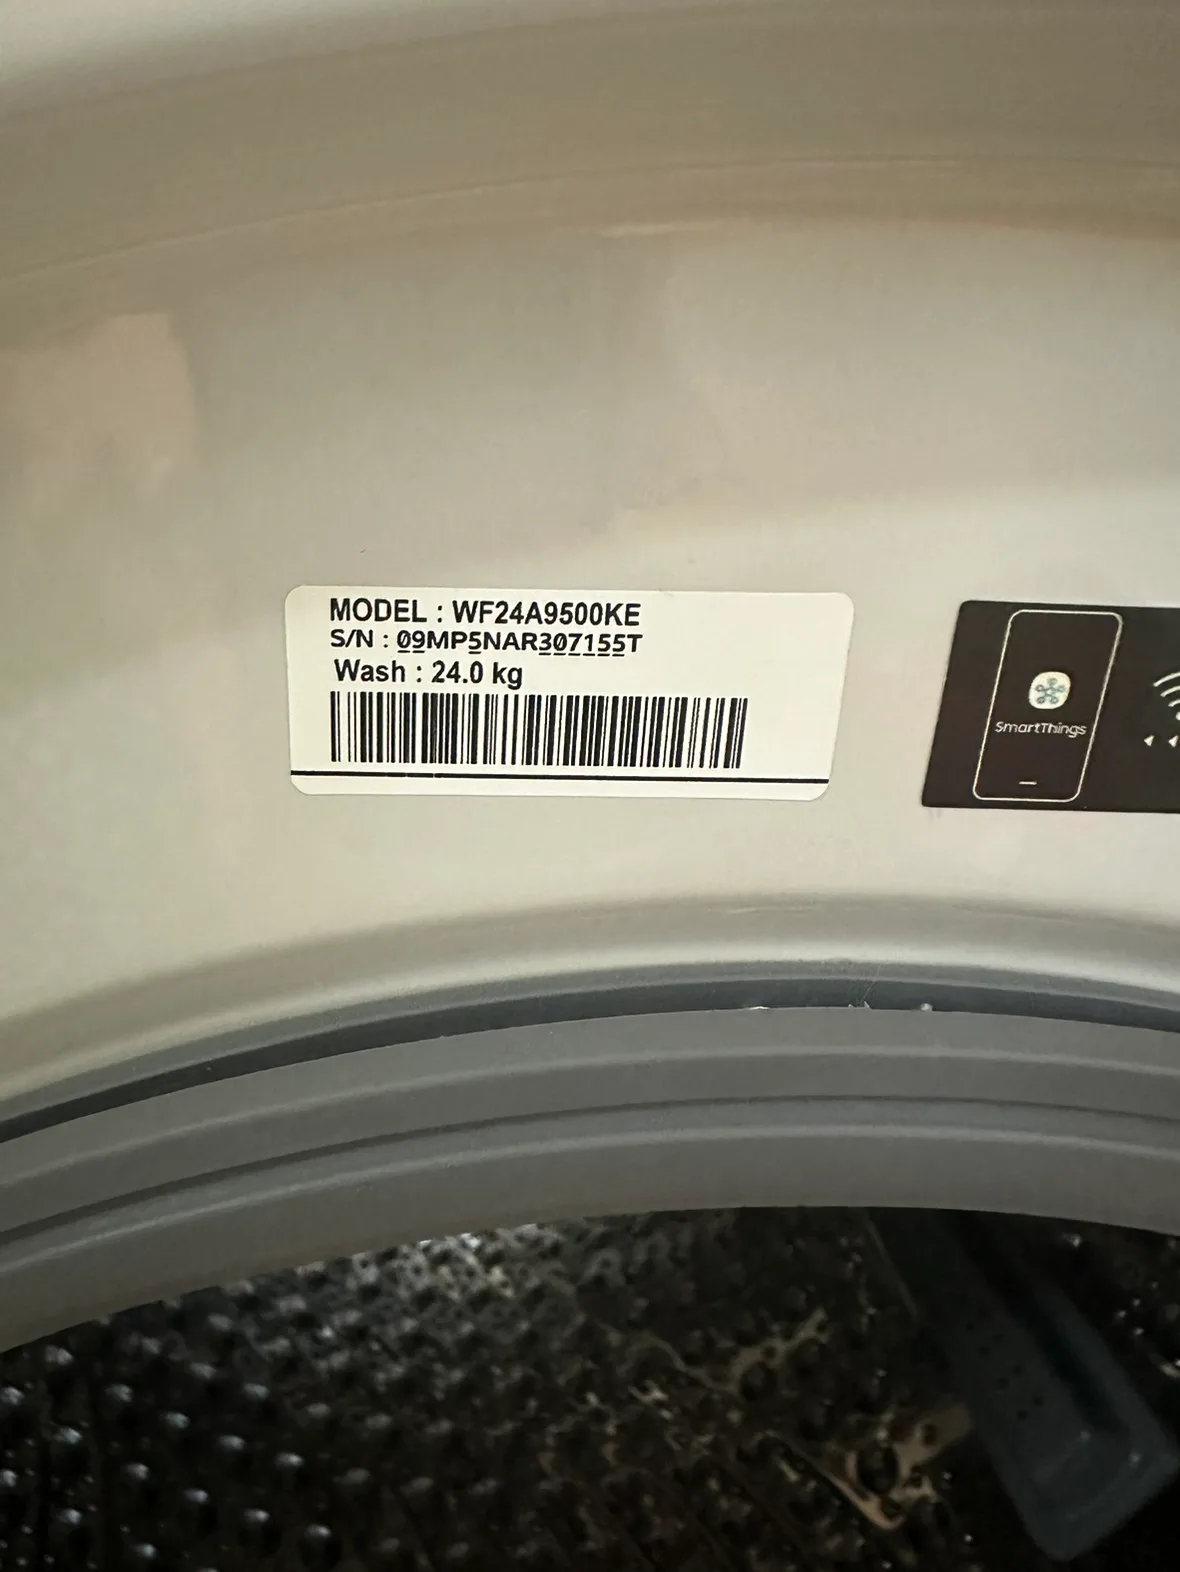 MODEL : WF24A9500KE
S/N : 09MP5NAR307155T
Wash : 24.0 kg
SmartThings